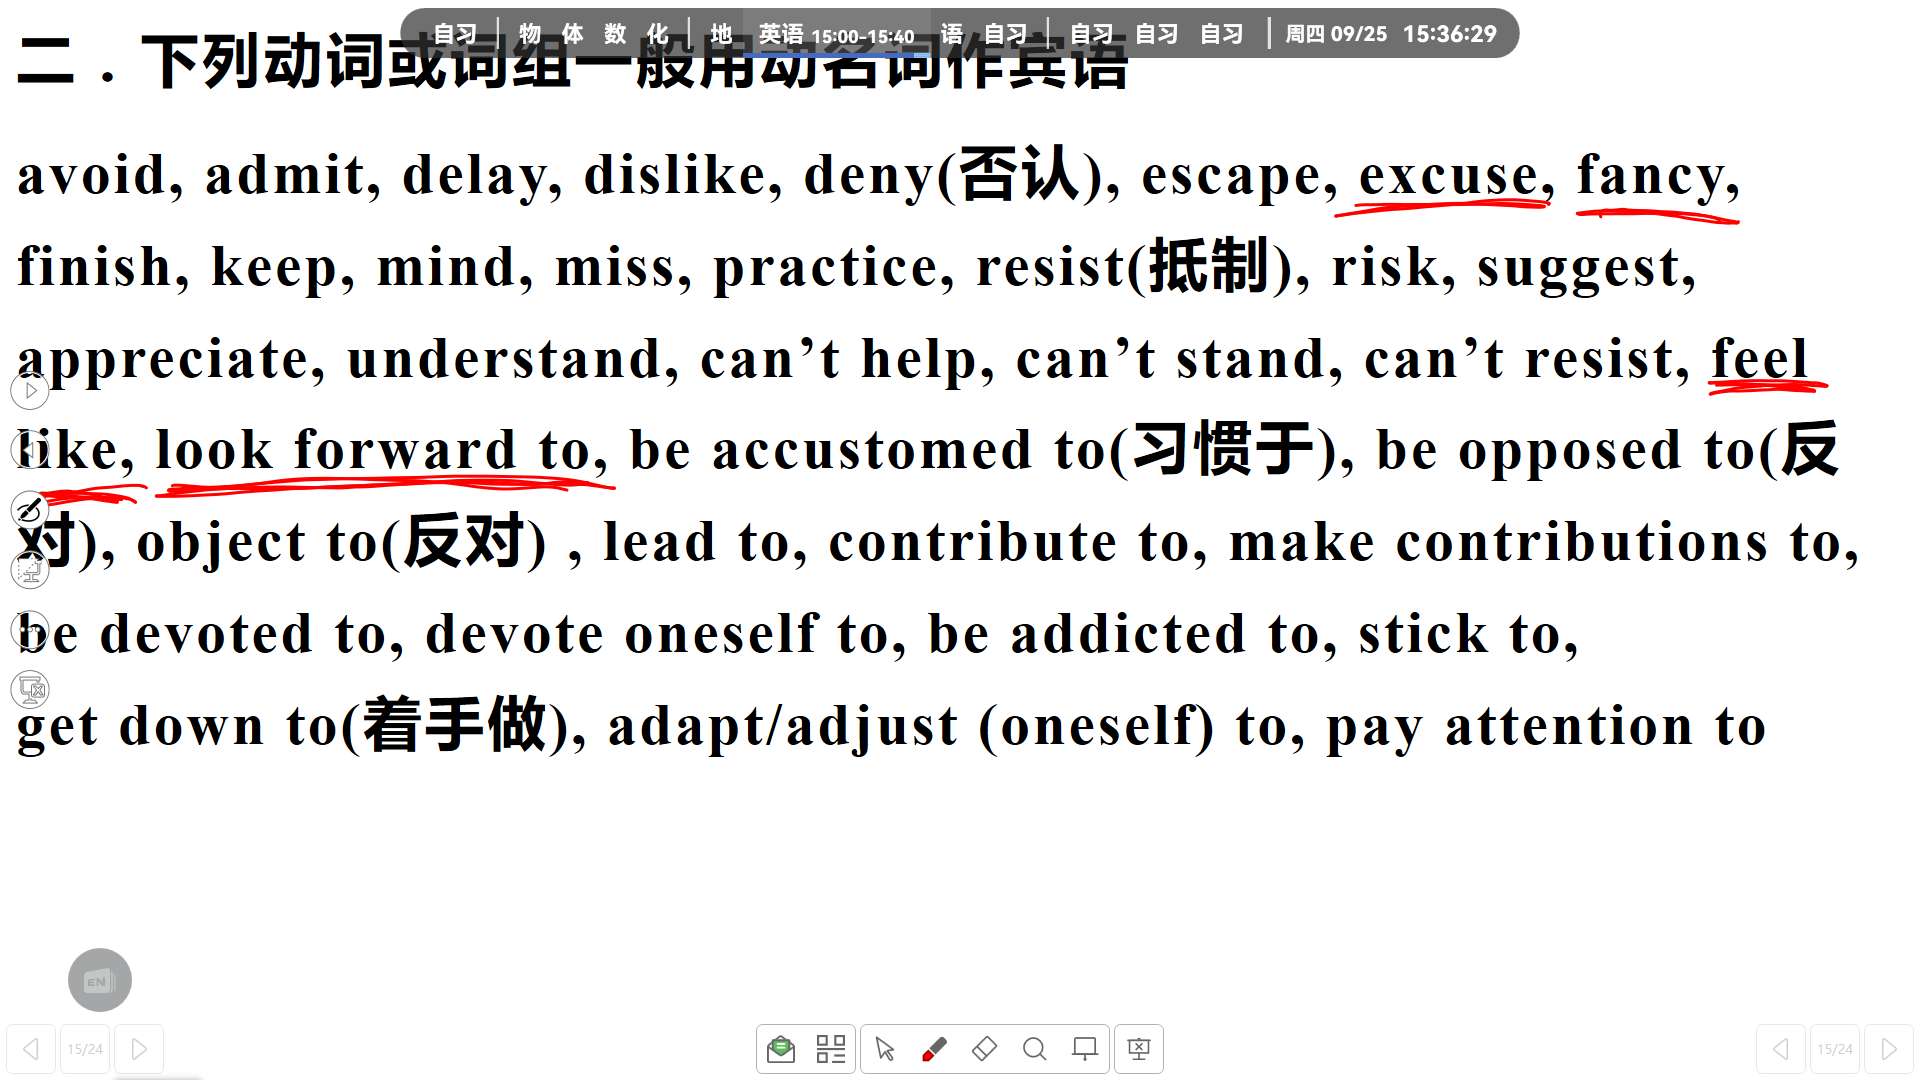 自习 物 体 数 化 地 英语 15:00-15:40 语 自习 自习 自习 自习 周四 09/25 15:36:29
二．下列动词或词组一般用动名词作宾语
avoid, admit, delay, dislike, deny(否认), escape, excuse, fancy,
finish, keep, mind, miss, practice, resist(抵制), risk, suggest,
appreciate, understand, can’t help, can’t stand, can’t resist, feel
like, look forward to, be accustomed to(习惯于), be opposed to(反
对), object to(反对) , lead to, contribute to, make contributions to,
be devoted to, devote oneself to, be addicted to, stick to,
get down to(着手做), adapt/adjust (oneself) to, pay attention to
EN
15/24 15/24